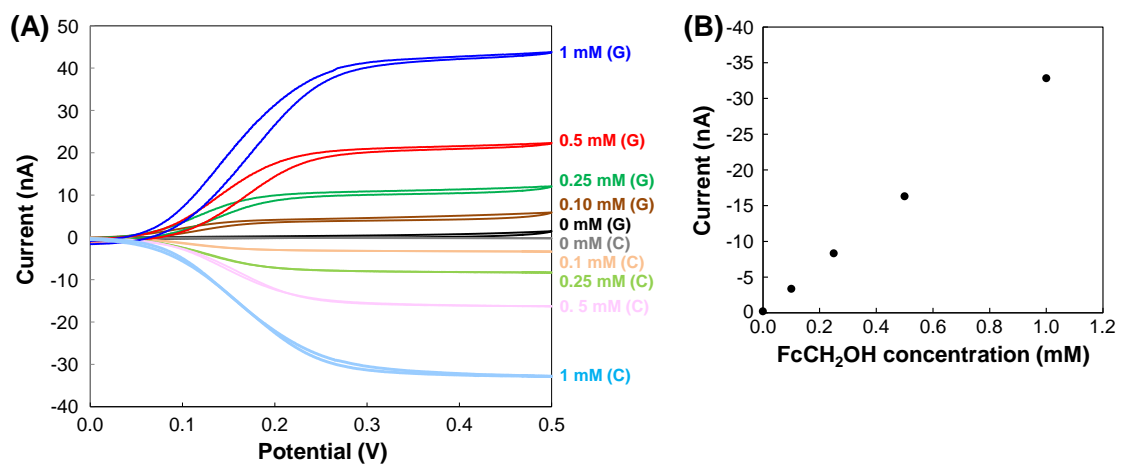 (A)
Current (nA)
50
40
30
20
10
0
-10
-20
-30
-40
0.0 0.1 0.2 0.3 0.4 0.5
Potential (V)
1 mM (G)
0.5 mM (G)
0.25 mM (G)
0.10 mM (G)
0 mM (G)
0 mM (C)
0.1 mM (C)
0.25 mM (C)
0. 5 mM (C)
1 mM (C)
(B)
Current (nA)
-40
-35
-30
-25
-20
-15
-10
-5
0
0.0 0.2 0.4 0.6 0.8 1.0 1.2
FcCH₂OH concentration (mM)